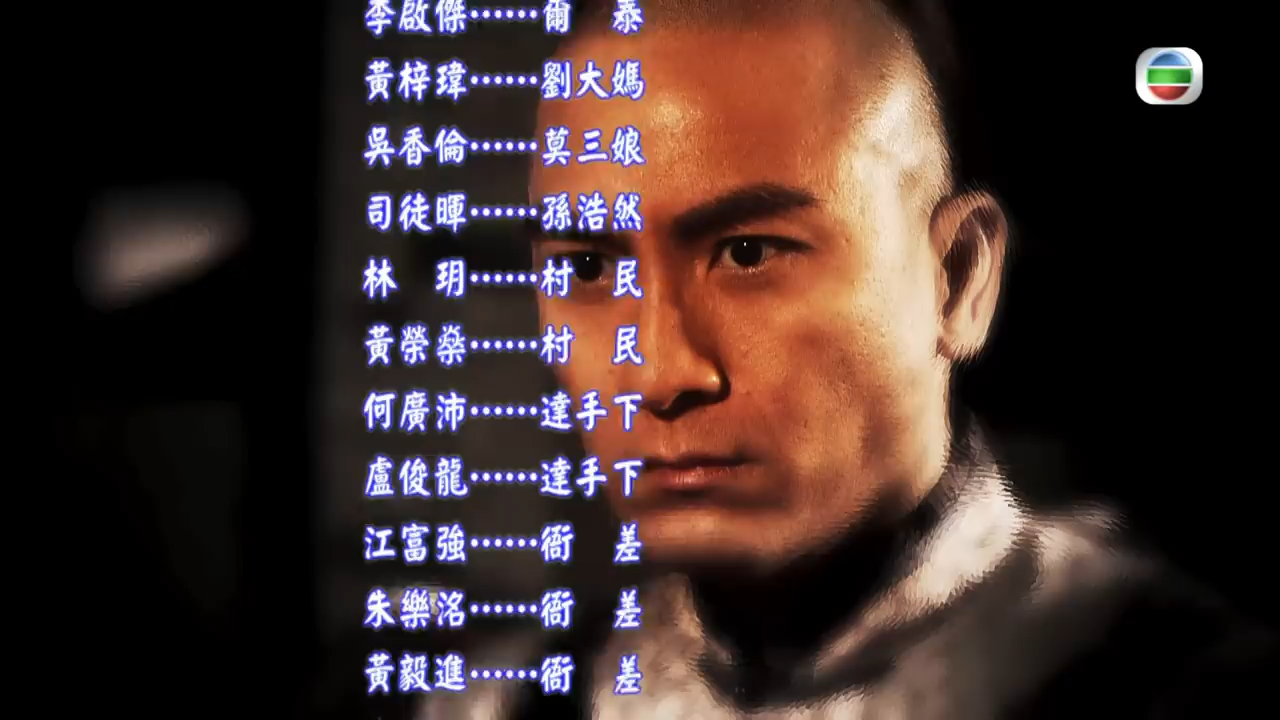 李啟傑……爾　泰
黃梓瑋……劉大媽
吳香倫……莫三娘
司徒暉……孫浩然
林　玥……村　民
黃榮燊……村　民
何廣沛……達手下
盧俊龍……達手下
江富強……衙　差
朱樂洺……衙　差
黃毅進……衙　差